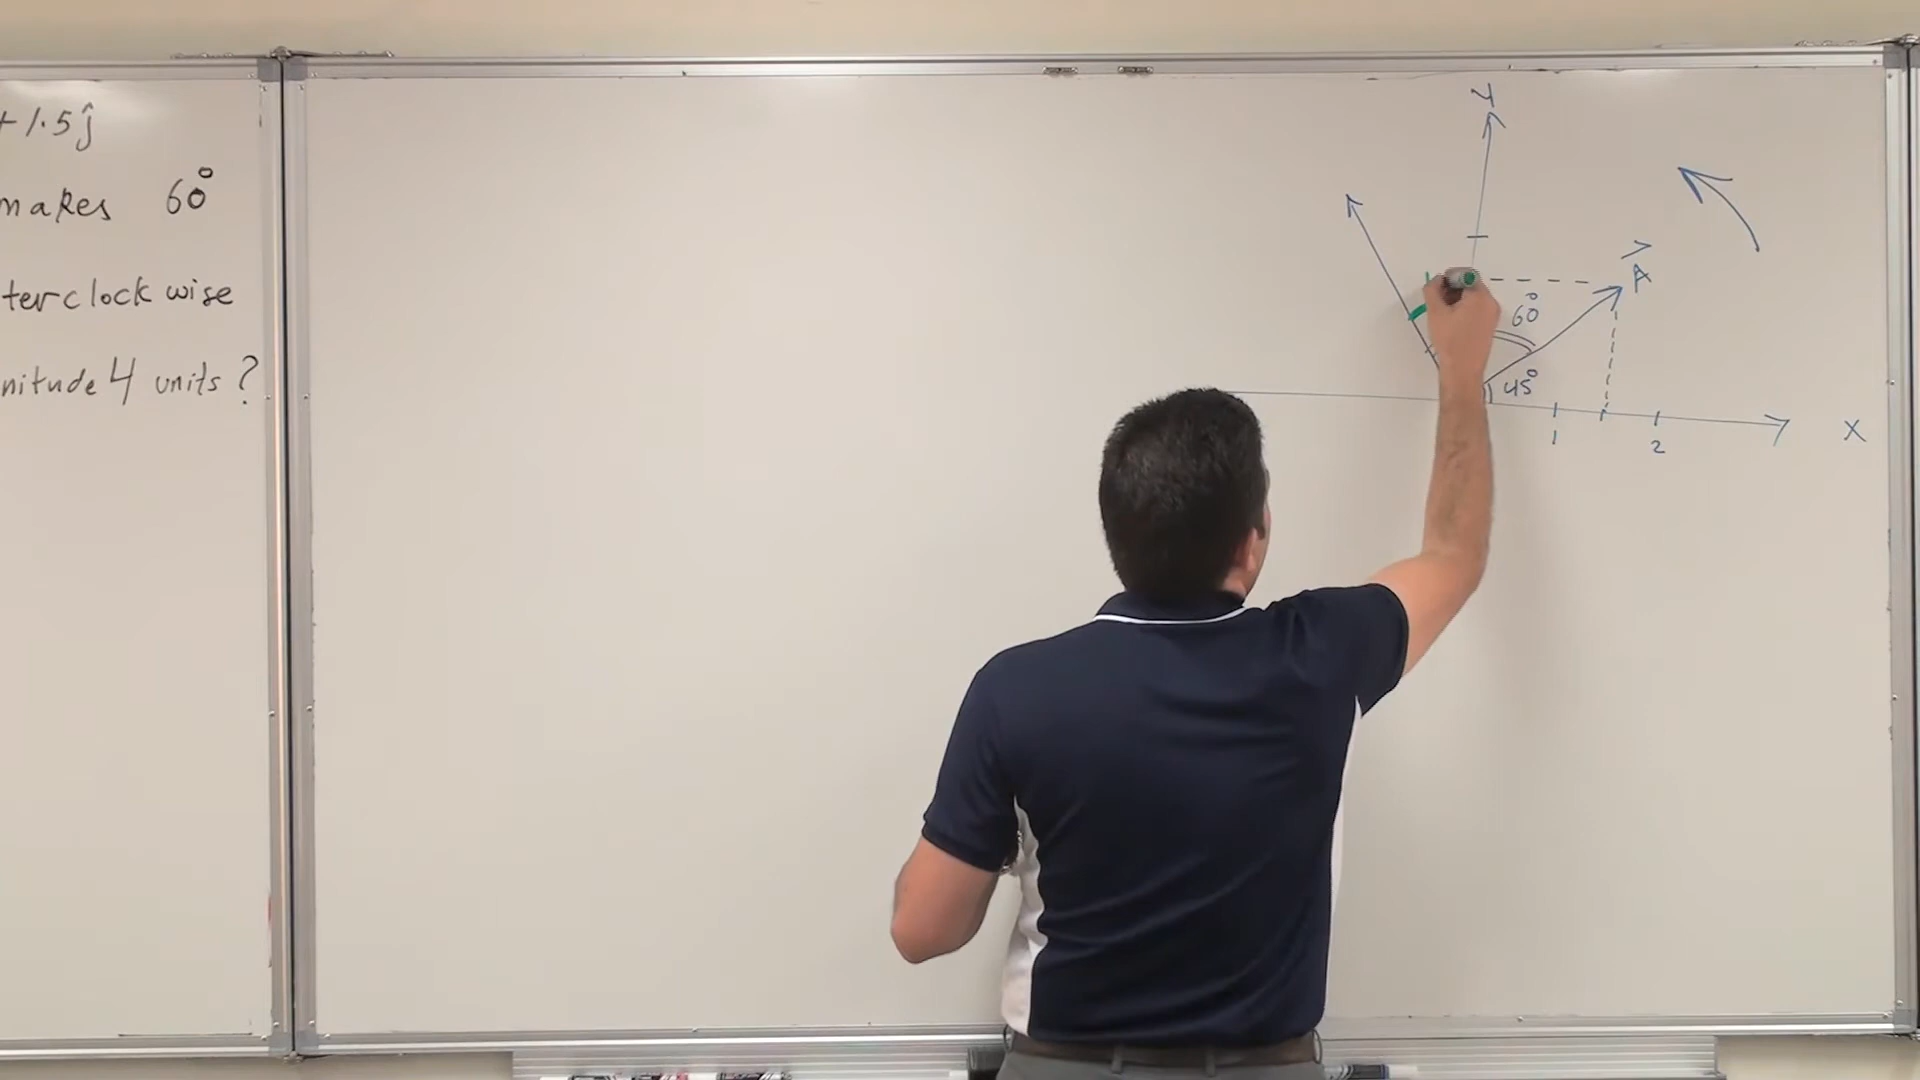 + 1.5ĵ
makes 60°
terclockwise
nitude 4 units ?
y
A
60°
45°
x
1
2